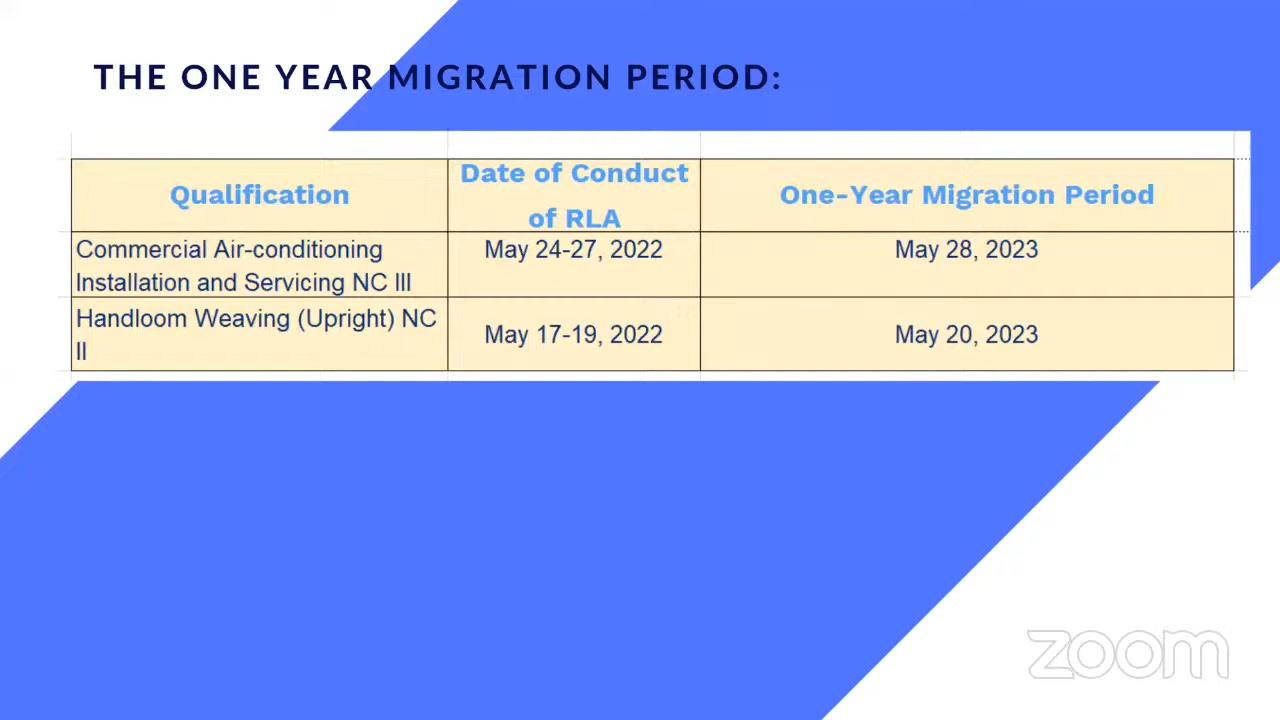 THE ONE YEAR MIGRATION PERIOD:
Qualification
Date of Conduct
of RLA
One-Year Migration Period
Commercial Air-conditioning
Installation and Servicing NC III
May 24-27, 2022
May 28, 2023
Handloom Weaving (Upright) NC
II
May 17-19, 2022
May 20, 2023
zoom